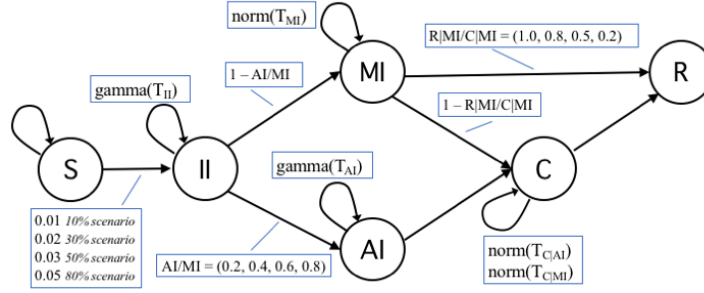 norm(T_MI)
R|MI/C|MI = (1.0, 0.8, 0.5, 0.2)
MI
R
gamma(T_II)
1 – AI/MI
1 – R|MI/C|MI
S
II
gamma(T_AI)
C
0.01 10% scenario
0.02 30% scenario
0.03 50% scenario
0.05 80% scenario
AI/MI = (0.2, 0.4, 0.6, 0.8)
AI
norm(T_C|AI)
norm(T_C|MI)